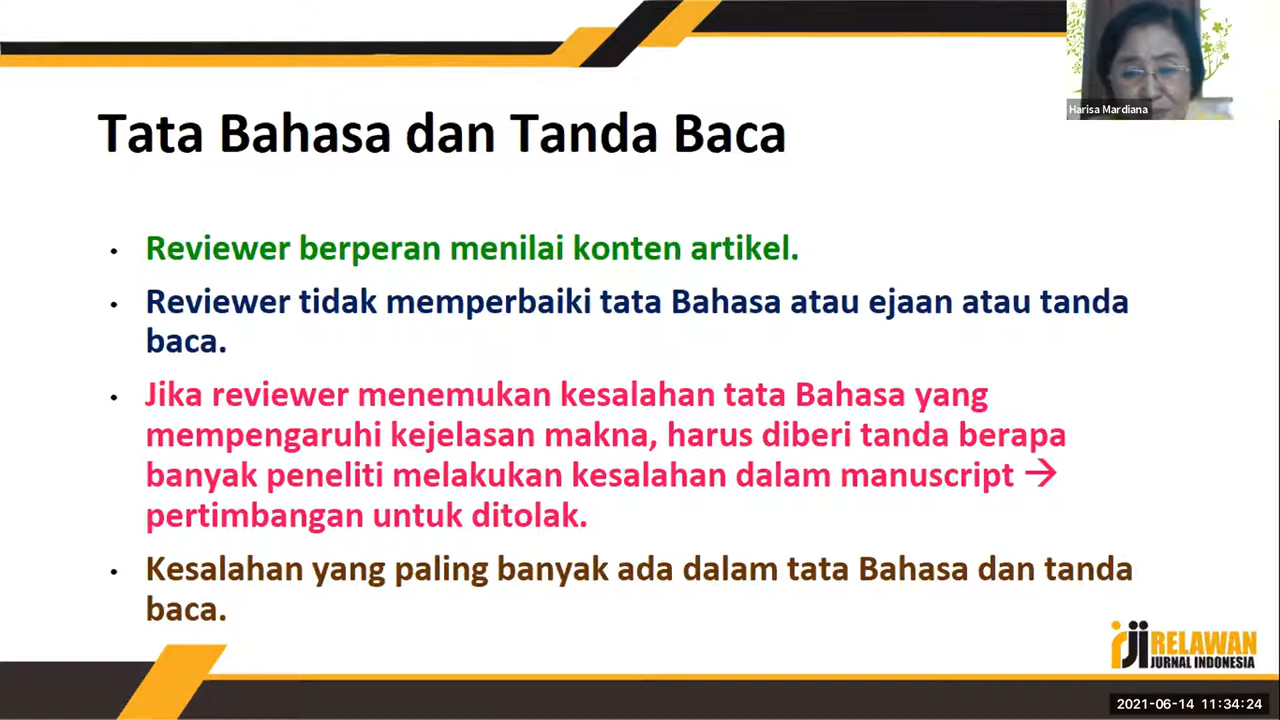 Harisa Mardiana
Tata Bahasa dan Tanda Baca
• Reviewer berperan menilai konten artikel.
• Reviewer tidak memperbaiki tata Bahasa atau ejaan atau tanda
baca.
• Jika reviewer menemukan kesalahan tata Bahasa yang
mempengaruhi kejelasan makna, harus diberi tanda berapa
banyak peneliti melakukan kesalahan dalam manuscript →
pertimbangan untuk ditolak.
• Kesalahan yang paling banyak ada dalam tata Bahasa dan tanda
baca.
rji RELAWAN
JURNAL INDONESIA
2021-06-14 11:34:24